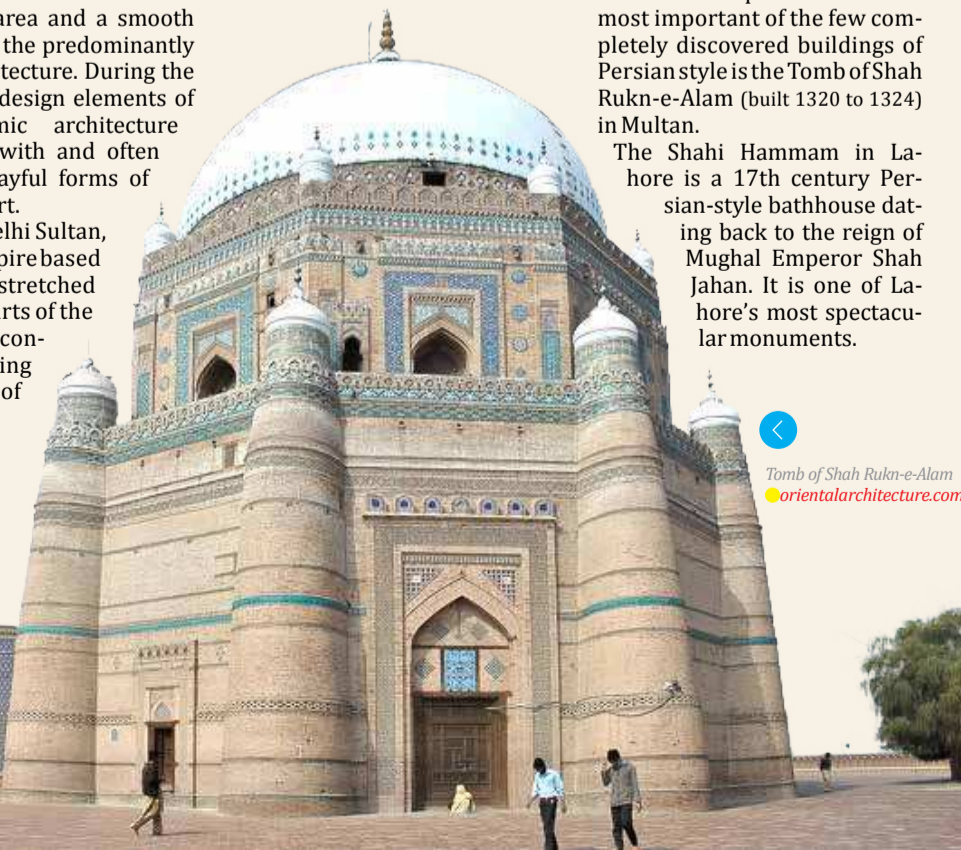 area and a smooth
the predominantly
tecture. During the
design elements of
mic architecture
with and often
ayful forms of
rt.
elhi Sultan,
pire based
stretched
rts of the
con-
ing
of
most important of the few com-
pletely discovered buildings of
Persian style is the Tomb of Shah
Rukn-e-Alam (built 1320 to 1324)
in Multan.
The Shahi Hammam in La-
hore is a 17th century Per-
sian-style bathhouse dat-
ing back to the reign of
Mughal Emperor Shah
Jahan. It is one of La-
hore's most spectacu-
lar monuments.
Tomb of Shah Rukn-e-Alam
orientalarchitecture.com